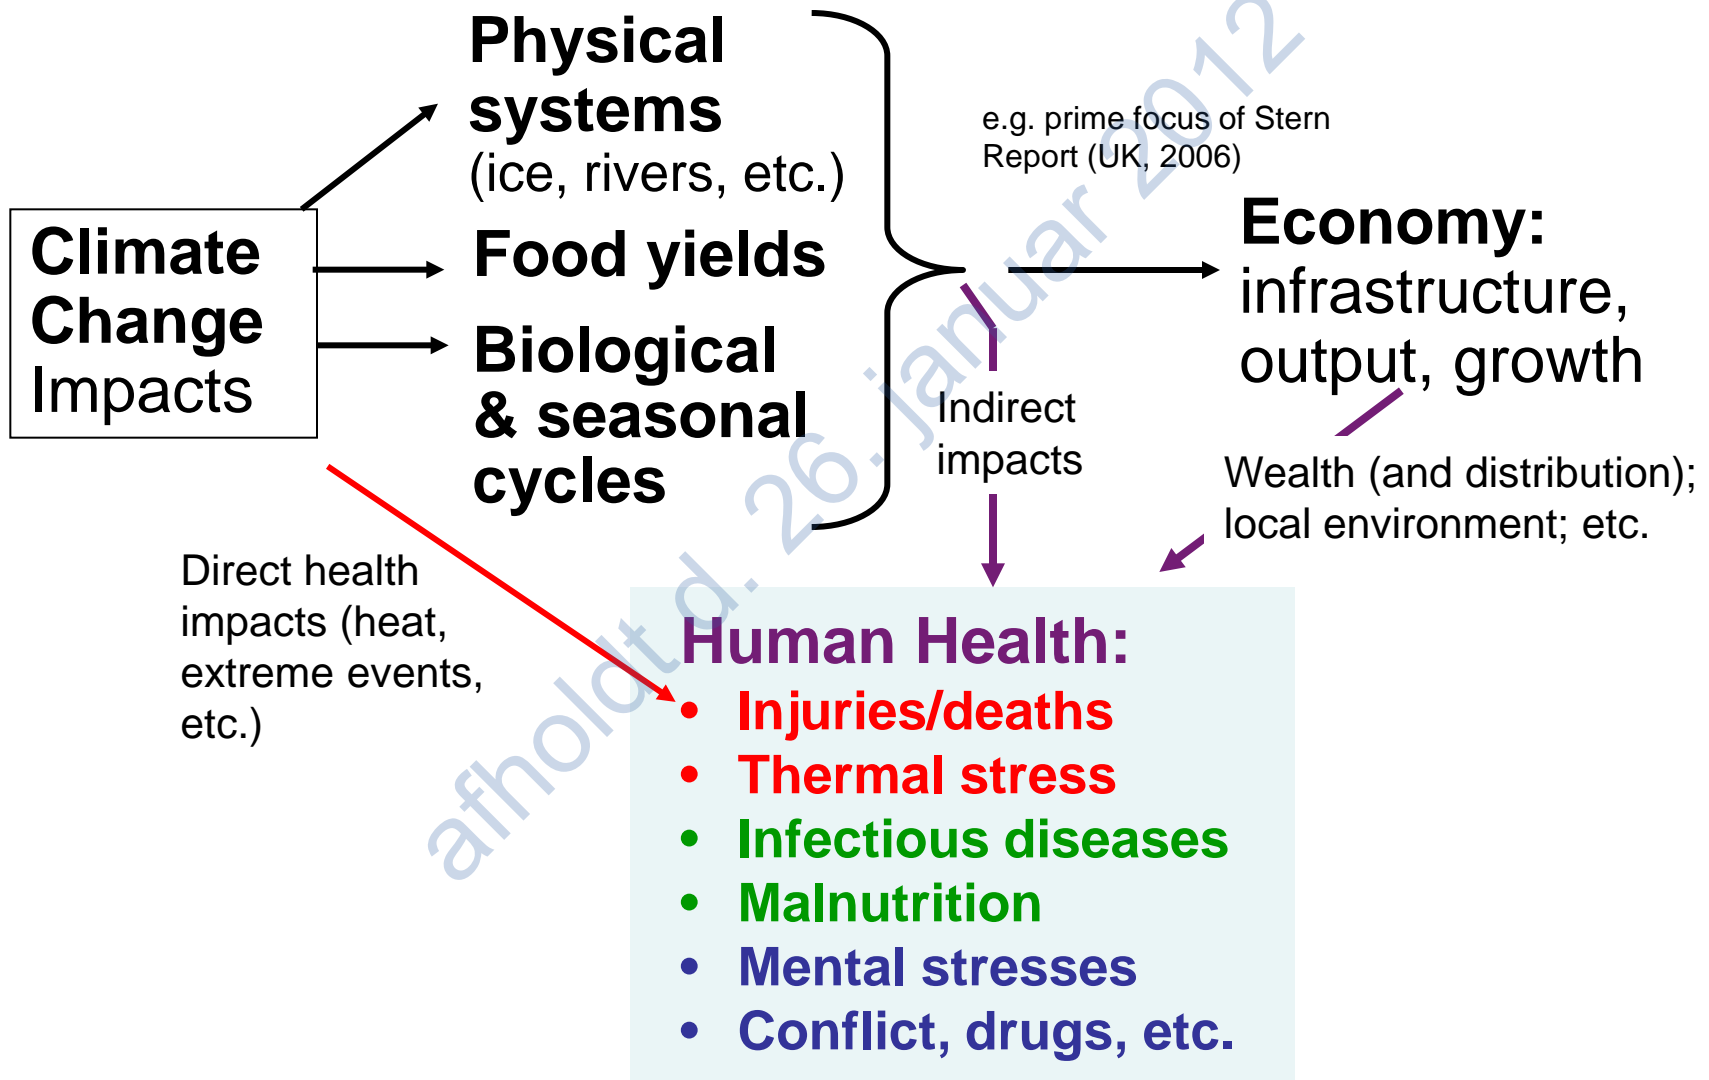 Physical
systems
(ice, rivers, etc.)
e.g. prime focus of Stern
Report (UK, 2006)
Climate
Change
Impacts
Food yields
Biological
& seasonal
cycles
Economy:
infrastructure,
output, growth
Indirect
impacts
Wealth (and distribution);
local environment; etc.
Direct health
impacts (heat,
extreme events,
etc.)
Human Health:
• Injuries/deaths
• Thermal stress
• Infectious diseases
• Malnutrition
• Mental stresses
• Conflict, drugs, etc.
afholdt d. 26. januar 2012